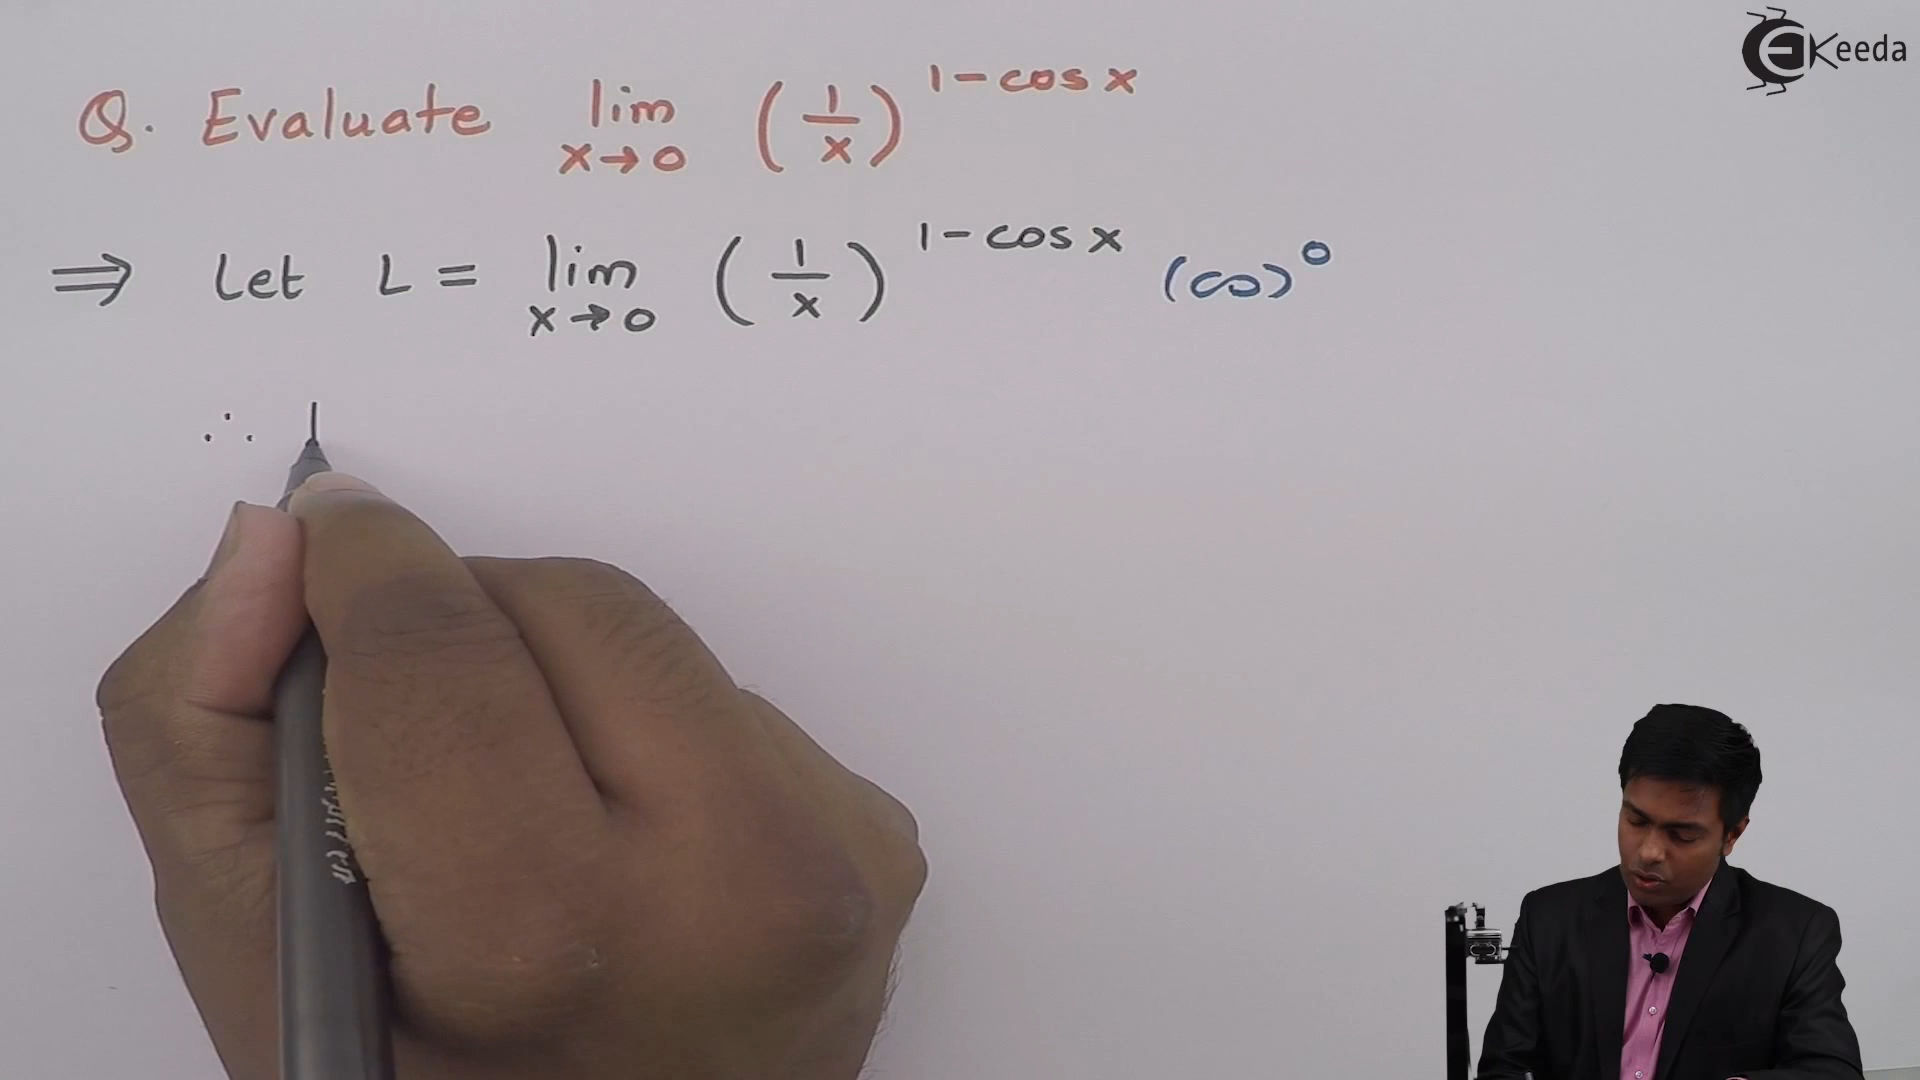 EKeeda
Q. Evaluate lim x→0 (1/x)^1-cos x
⇒ Let L = lim x→0 (1/x)^1-cos x (∞)^0
∴ l